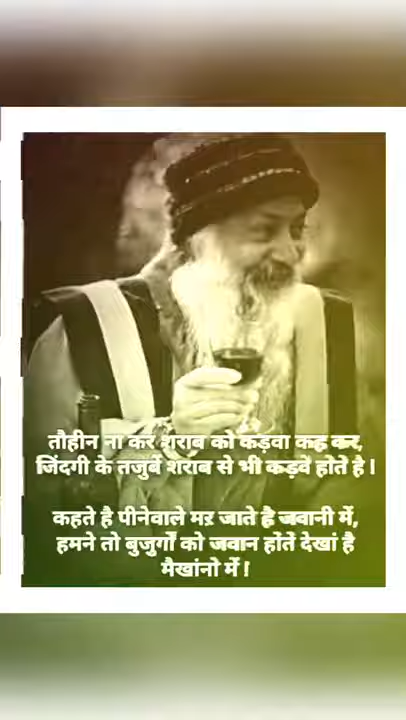 तौहीन ना कर शराब को कड़वा कह कर,
जिंदगी के तजुर्बे शराब से भी कड़वे होते है ।
कहते है पीनेवाले मर जाते है जवानी में,
हमने तो बुजुर्गों को जवान होते देखां है
मैखांनो में !